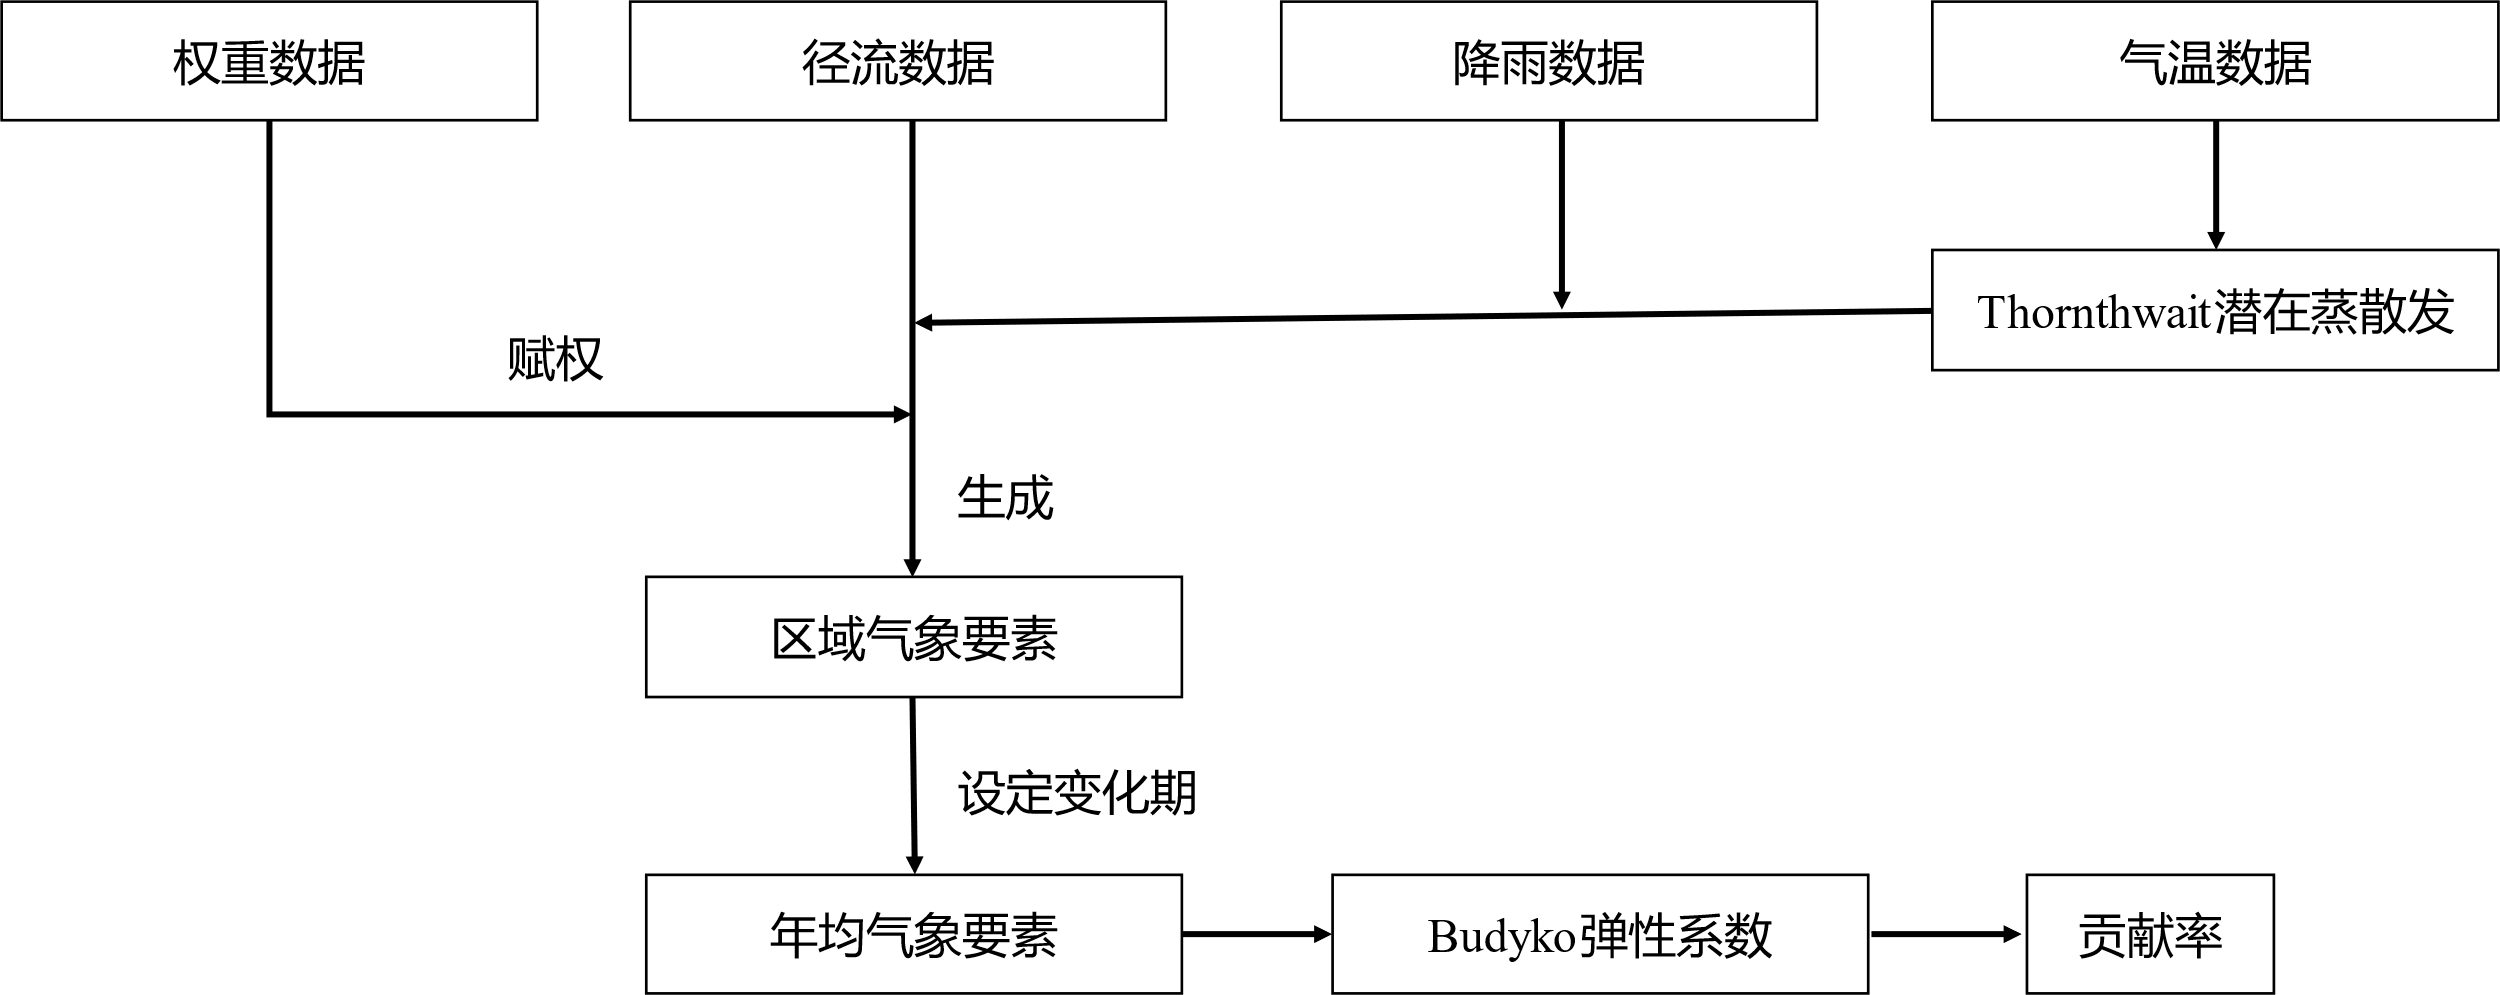 权重数据
径流数据
降雨数据
气温数据
Thornthwait潜在蒸散发
赋权
生成
区域气象要素
设定变化期
年均气象要素
Budyko弹性系数
贡献率